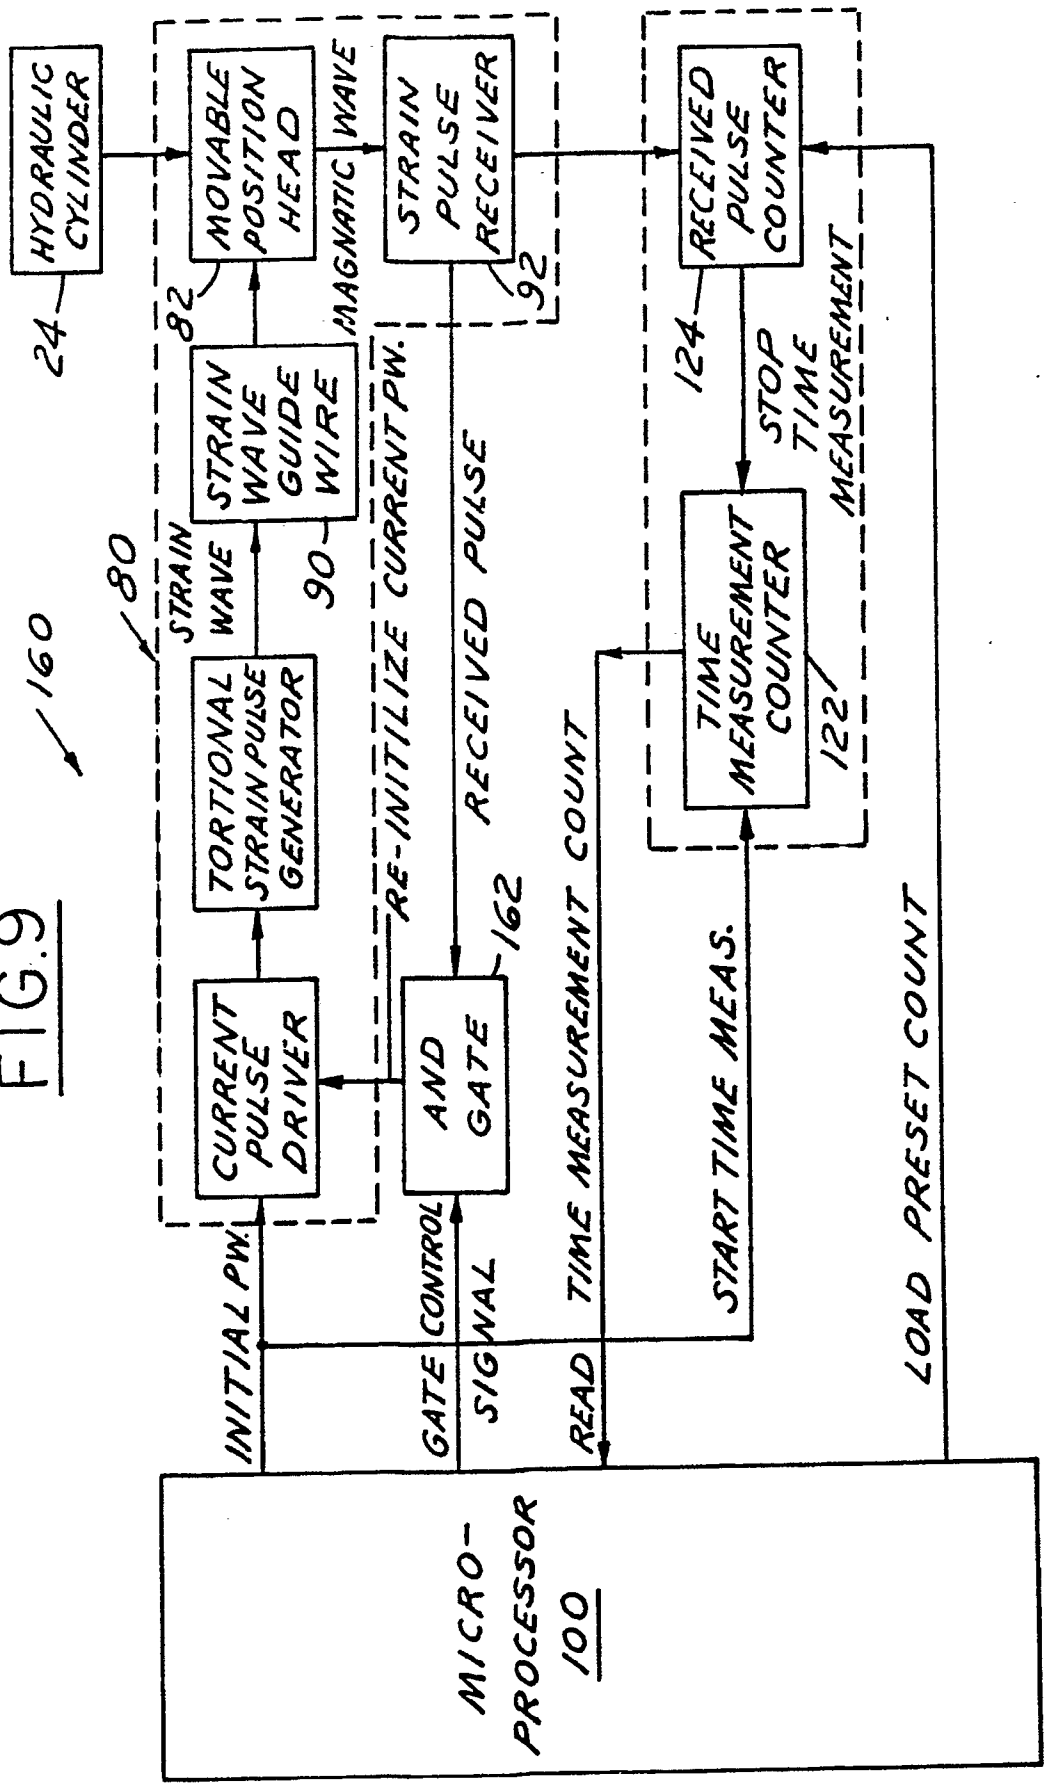 FIG.9
160
80
HYDRAULIC
CYLINDER
24
CURRENT
PULSE
DRIVER
TORTIONAL
STRAIN PULSE
GENERATOR
STRAIN
WAVE
STRAIN
WAVE
GUIDE
WIRE
90
MOVABLE
POSITION
HEAD
82
MAGNATIC WAVE
STRAIN
PULSE
RECEIVER
92
INITIAL PW.
RE-INITILIZE CURRENT PW.
AND
GATE
162
RECEIVED PULSE
GATE CONTROL
SIGNAL
READ TIME MEASUREMENT COUNT
RECEIVED
PULSE
COUNTER
124
STOP
TIME
MEASUREMENT
TIME
MEASUREMENT
COUNTER
122
START TIME MEAS.
LOAD PRESET COUNT
MICRO-
PROCESSOR
100